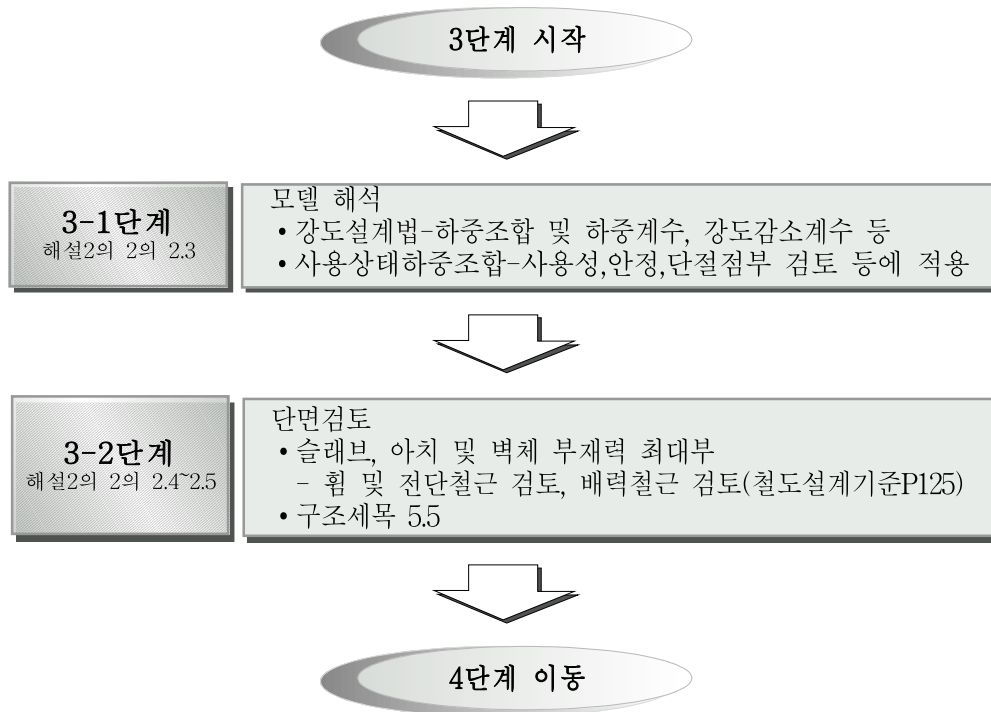 3단계 시작
3-1단계
해설2의 2의 2.3
모델 해석
•강도설계법-하중조합 및 하중계수, 강도감소계수 등
•사용상태하중조합-사용성,안정,단절점부 검토 등에 적용
3-2단계
해설2의 2의 2.4~2.5
단면검토
•슬래브, 아치 및 벽체 부재력 최대부
- 휨 및 전단철근 검토, 배력철근 검토(철도설계기준P125)
•구조세목 5.5
4단계 이동